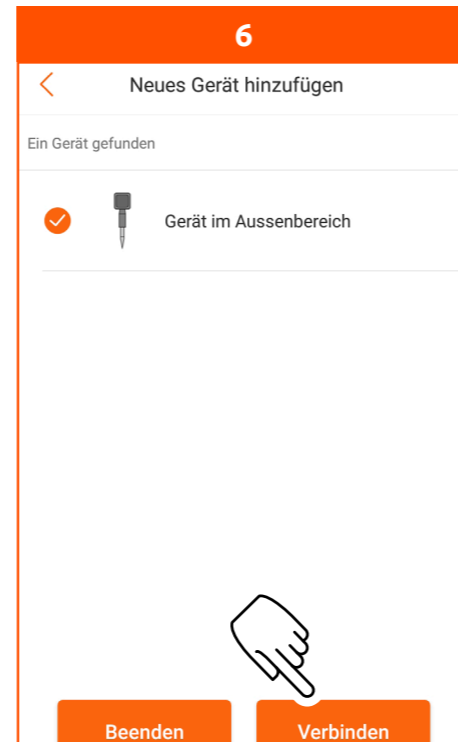 6
Neues Gerät hinzufügen
Ein Gerät gefunden
Gerät im Aussenbereich
Beenden Verbinden